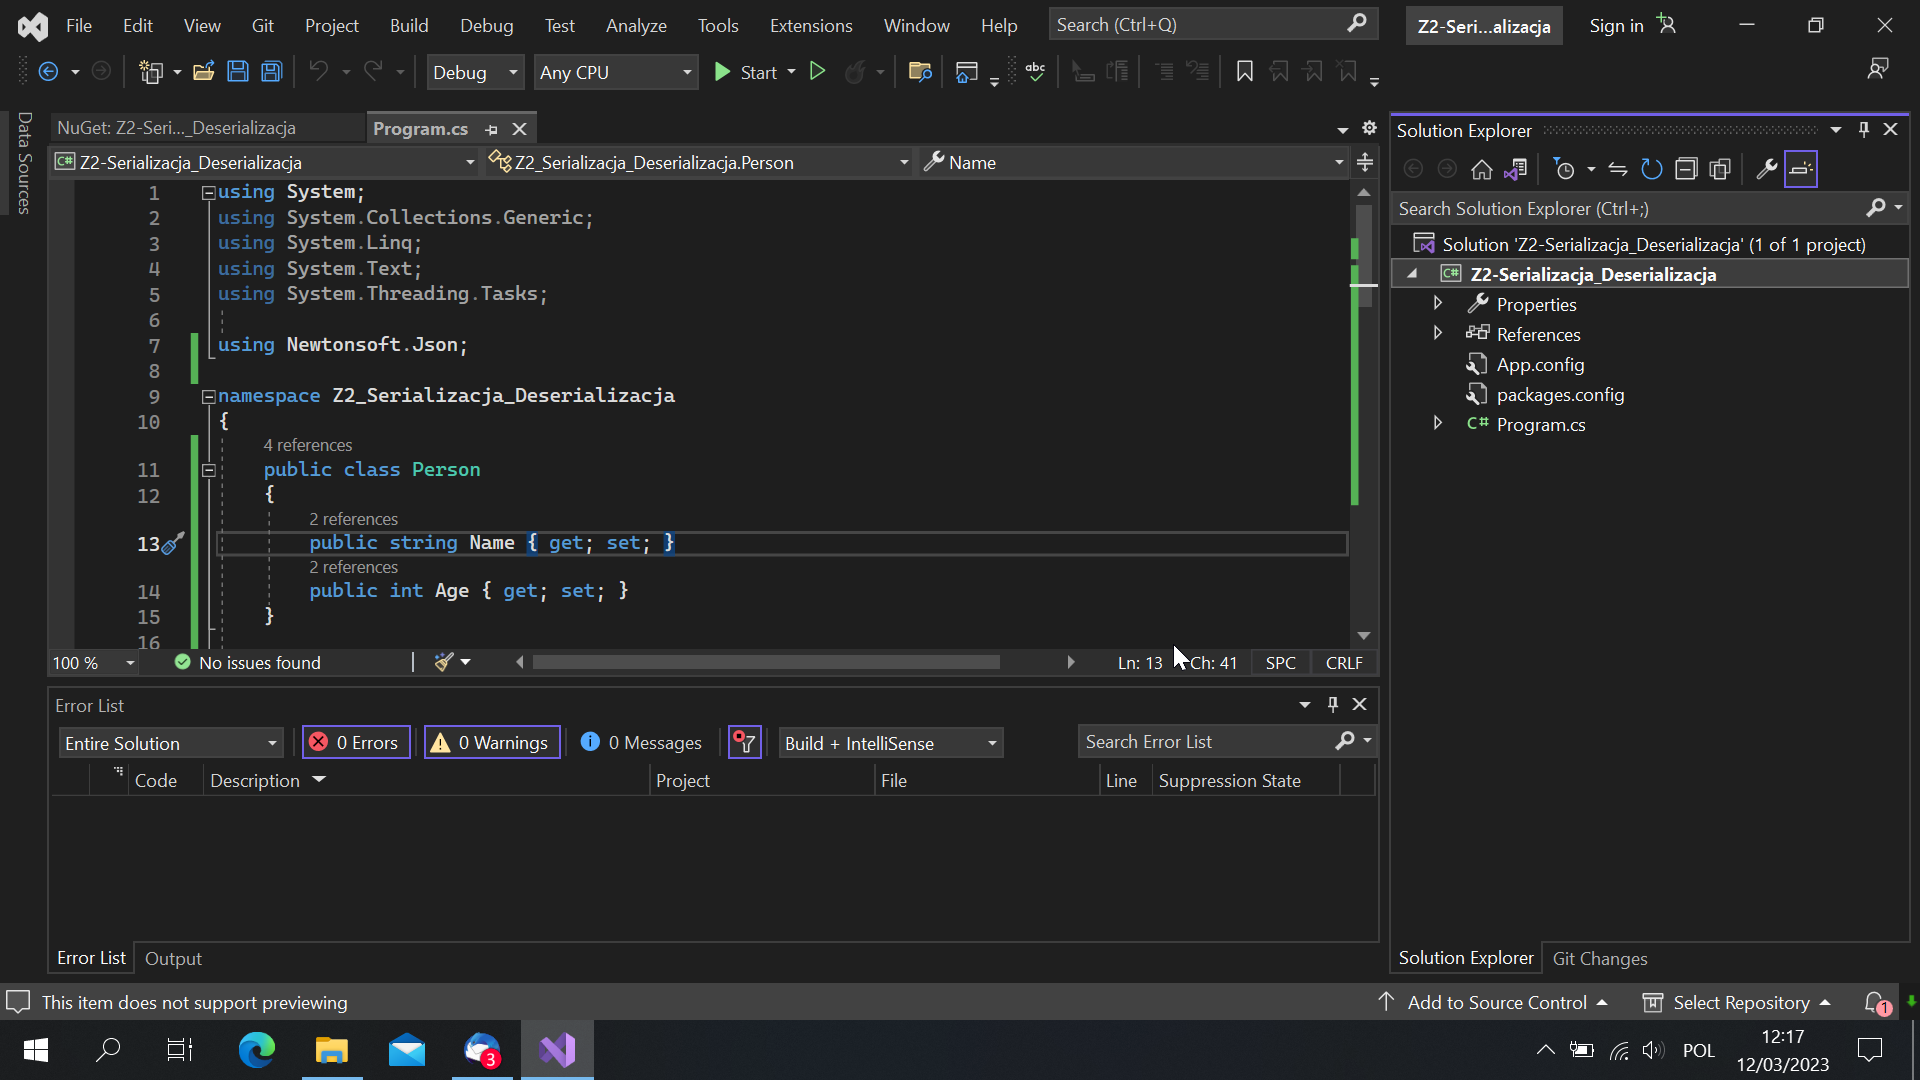 File Edit View Git Project Build Debug Test Analyze Tools Extensions Window Help Search (Ctrl+Q) Z2-Seri...alizacja Sign in
Debug Any CPU Start abc
Data Sources
NuGet: Z2-Seri..._Deserializacja Program.cs
C# Z2-Serializacja_Deserializacja Z2_Serializacja_Deserializacja.Person Name
1 using System;
2 using System.Collections.Generic;
3 using System.Linq;
4 using System.Text;
5 using System.Threading.Tasks;
6
7 using Newtonsoft.Json;
8
9 namespace Z2_Serializacja_Deserializacja
10 {
4 references
11 public class Person
12 {
2 references
13 public string Name { get; set; }
2 references
14 public int Age { get; set; }
15 }
16
100 % No issues found Ln: 13 Ch: 41 SPC CRLF
Error List
Entire Solution 0 Errors 0 Warnings 0 Messages Build + IntelliSense Search Error List
Code Description Project File Line Suppression State
Error List Output
Solution Explorer
Search Solution Explorer (Ctrl+;)
Solution 'Z2-Serializacja_Deserializacja' (1 of 1 project)
C# Z2-Serializacja_Deserializacja
Properties
References
App.config
packages.config
C# Program.cs
Solution Explorer Git Changes
This item does not support previewing Add to Source Control Select Repository 1
3 POL 12:17
12/03/2023